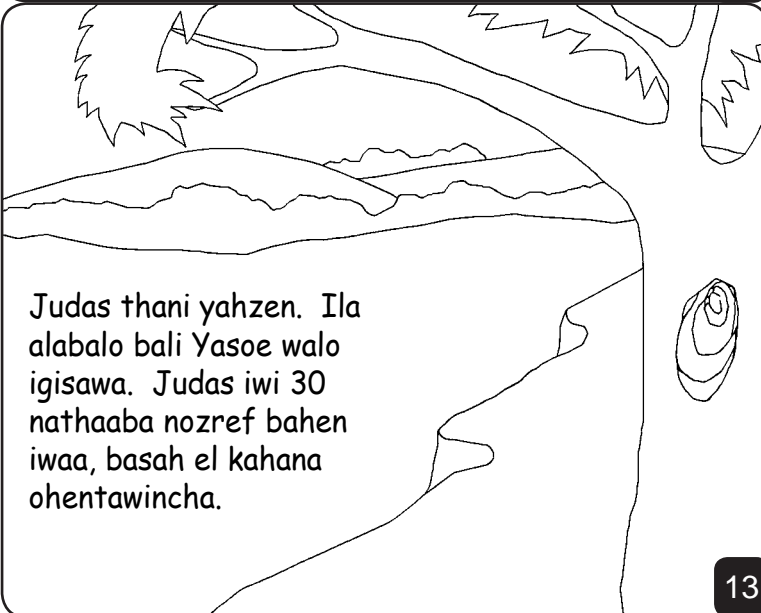 Judas thani yahzen.  Ila
alabalo bali Yasoe walo
igisawa.  Judas iwi 30
nathaaba nozref bahen
iwaa, basah el kahana
ohentawincha.
13